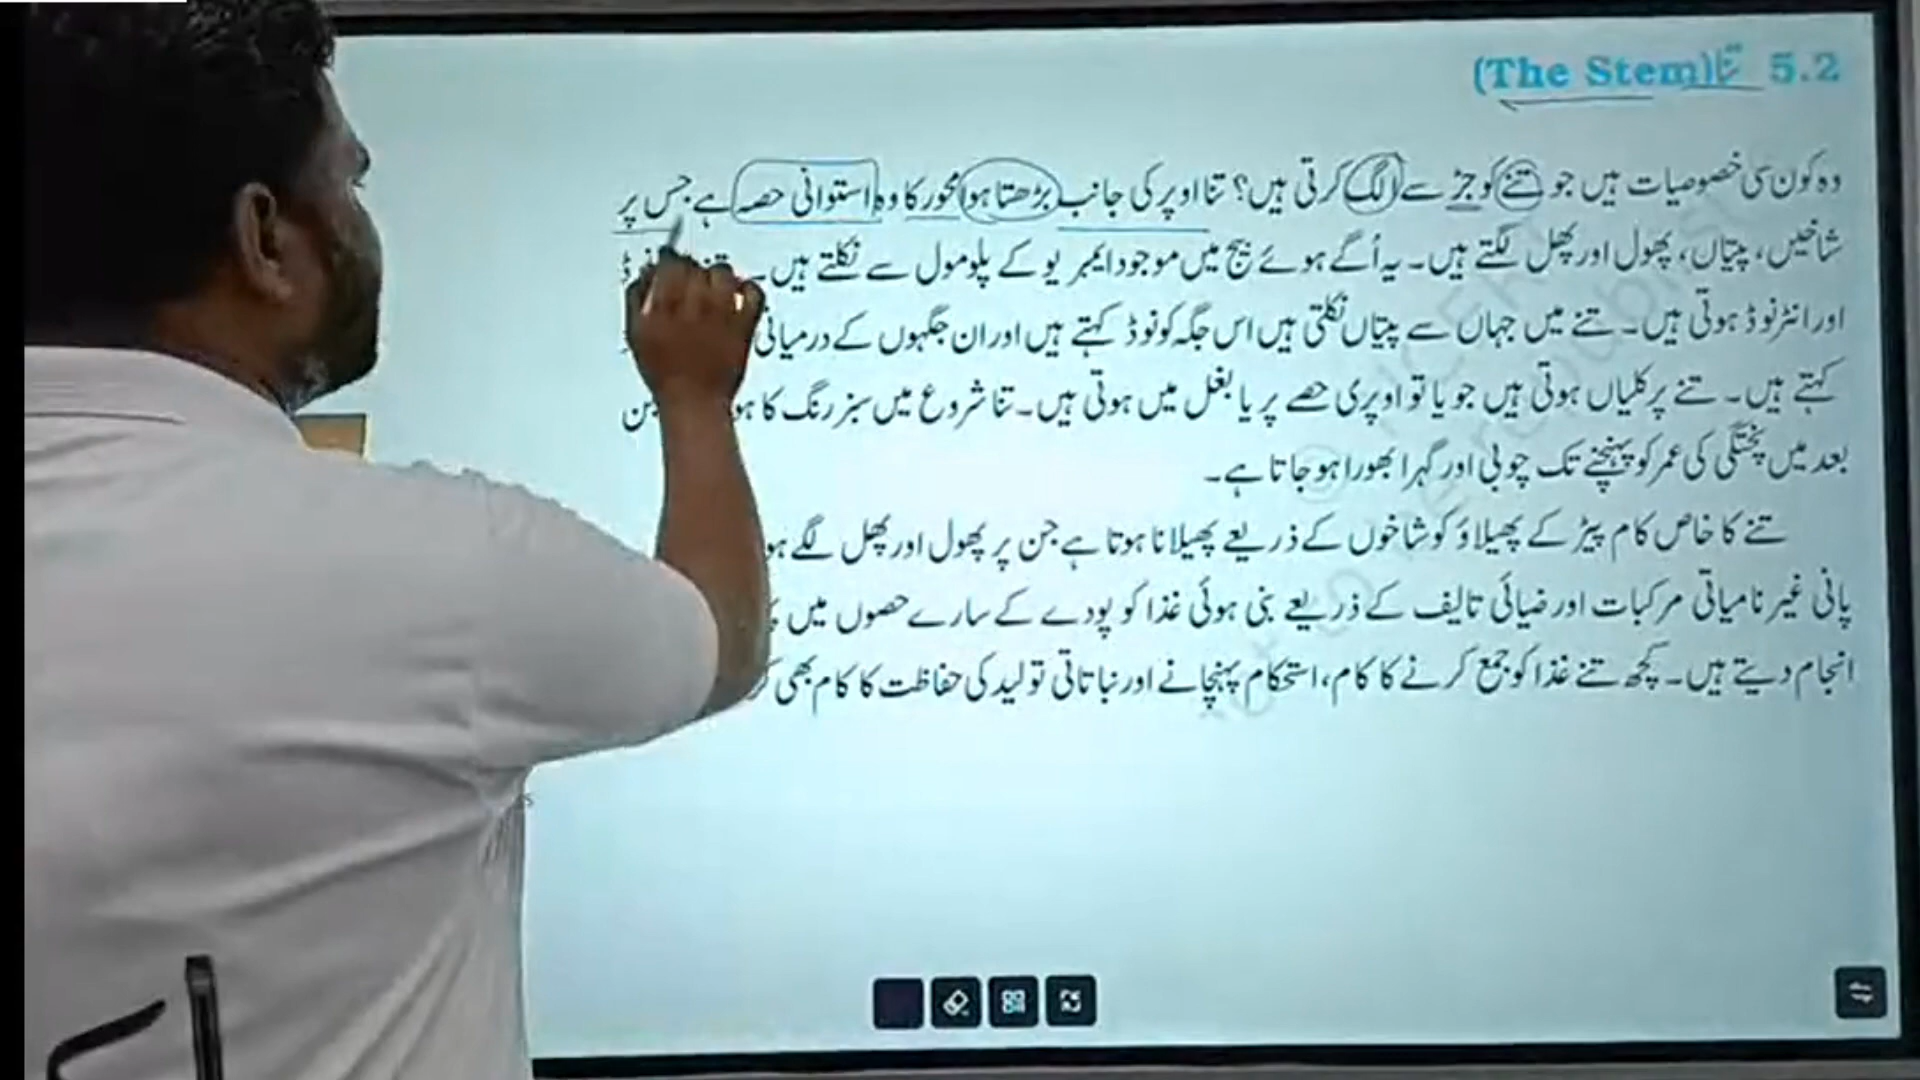 5.2 تنا (The Stem)
وہ کون سی خصوصیات ہیں جو تنے کو جڑ سے الگ کرتی ہیں؟ تنا اوپر کی جانب بڑھتا ہوا محور کا وہ استوانی حصہ ہے جس پر
شاخیں، پتیاں، پھول اور پھل لگتے ہیں۔ یہ اُگے ہوئے بیج میں موجود ایمبریو کے پلومول سے نکلتے ہیں۔
اور انٹرنوڈ ہوتی ہیں۔ تنے میں جہاں سے پتیاں نکلتی ہیں اس جگہ کو نوڈ کہتے ہیں اور ان جگہوں کے درمیانی
کہتے ہیں۔ تنے پر کلیاں ہوتی ہیں جو یا تو اوپری حصے پر یا بغل میں ہوتی ہیں۔ تنا شروع میں سبز رنگ کا
بعد میں پختگی کی عمر کو پہنچنے تک چوبی اور گہرا بھورا ہو جاتا ہے۔
تنے کا خاص کام پیڑ کے پھیلاؤ کو شاخوں کے ذریعے پھیلانا ہوتا ہے جن پر پھول اور پھل لگے
پانی غیر نامیاتی مرکبات اور ضیائی تالیف کے ذریعے بنی ہوئی غذا کو پودے کے سارے حصوں میں
انجام دیتے ہیں۔ کچھ تنے غذا کو جمع کرنے کا کام، استحکام پہنچانے اور نباتاتی تولید کی حفاظت کا کام بھی